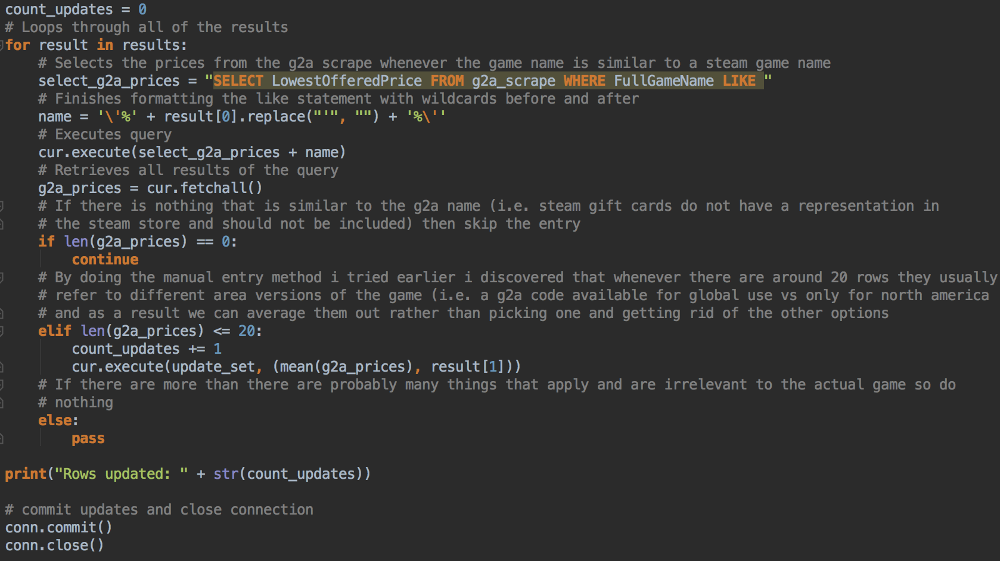 count_updates = 0
# Loops through all of the results
for result in results:
    # Selects the prices from the g2a scrape whenever the game name is similar to a steam game name
    select_g2a_prices = "SELECT LowestOfferedPrice FROM g2a_scrape WHERE FullGameName LIKE "
    # Finishes formatting the like statement with wildcards before and after
    name = '\'%' + result[0].replace("'", "") + '%\''
    # Executes query
    cur.execute(select_g2a_prices + name)
    # Retrieves all results of the query
    g2a_prices = cur.fetchall()
    # If there is nothing that is similar to the g2a name (i.e. steam gift cards do not have a representation in
    # the steam store and should not be included) then skip the entry
    if len(g2a_prices) == 0:
        continue
    # By doing the manual entry method i tried earlier i discovered that whenever there are around 20 rows they usually
    # refer to different area versions of the game (i.e. a g2a code available for global use vs only for north america
    # and as a result we can average them out rather than picking one and getting rid of the other options
    elif len(g2a_prices) <= 20:
        count_updates += 1
        cur.execute(update_set, (mean(g2a_prices), result[1]))
    # If there are more than there are probably many things that apply and are irrelevant to the actual game so do
    # nothing
    else:
        pass

print("Rows updated: " + str(count_updates))

# commit updates and close connection
conn.commit()
conn.close()